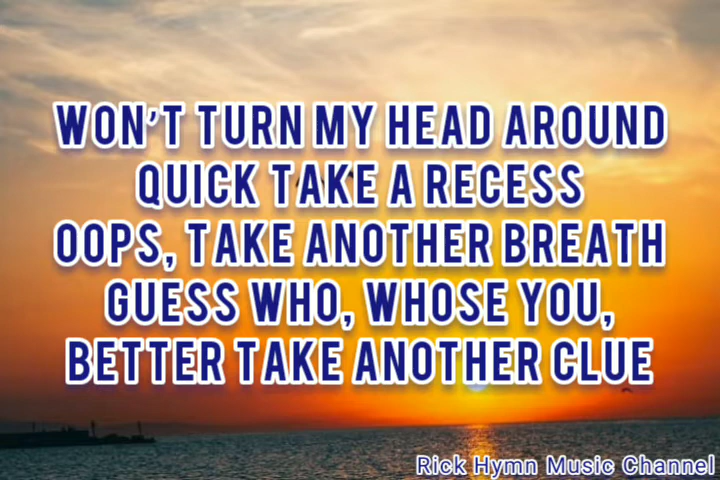 WON'T TURN MY HEAD AROUND
QUICK TAKE A RECESS
OOPS, TAKE ANOTHER BREATH
GUESS WHO, WHOSE YOU,
BETTER TAKE ANOTHER CLUE
Rick Hymn Music Channel